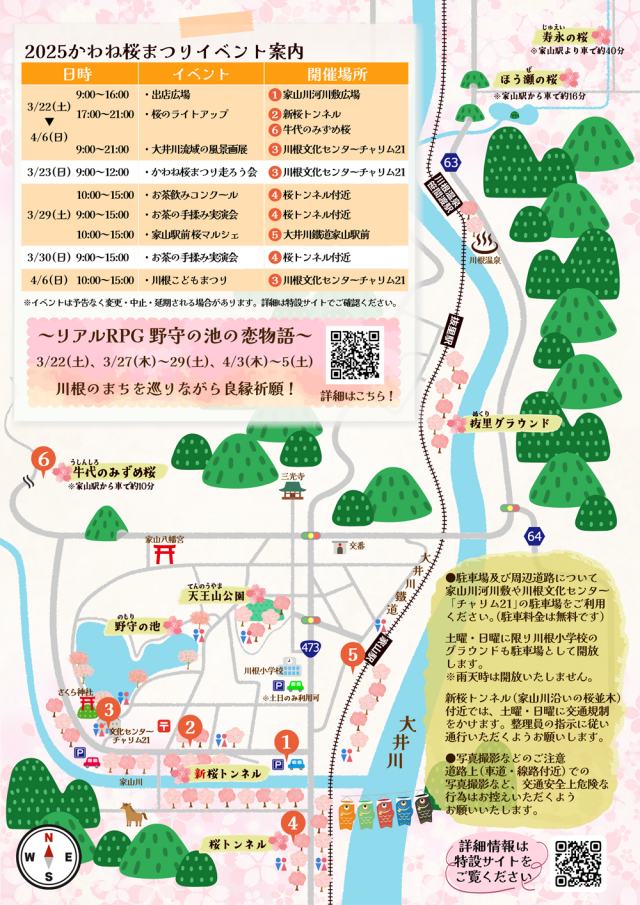 2025かわね桜まつりイベント案内
日時 イベント 開催場所
3/22(土)
▼
4/6(日)
9:00〜16:00 ・出店広場 1 家山川河川敷広場
17:00〜21:00 ・桜のライトアップ 2 新桜トンネル
6 牛代のみずめ桜
9:00〜21:00 ・大井川流域の風景画展 3 川根文化センターチャリム21
3/23(日) 9:00〜12:00 ・かわね桜まつり走ろう会 3 川根文化センターチャリム21
3/29(土)
10:00〜15:00 ・お茶飲みコンクール 4 桜トンネル付近
9:00〜15:00 ・お茶の手揉み実演会 4 桜トンネル付近
10:00〜15:00 ・家山駅前桜マルシェ 5 大井川鐵道家山駅前
3/30(日) 9:00〜15:00 ・お茶の手揉み実演会 4 桜トンネル付近
4/6(日) 10:00〜15:00 ・川根こどもまつり 3 川根文化センターチャリム21
※イベントは予告なく変更・中止・延期される場合があります。詳細は特設サイトでご確認ください。
〜リアルRPG 野守の池の恋物語〜
3/22(土)、3/27(木)〜29(土)、4/3(木)〜5(土)
川根のまちを巡りながら良縁祈願！
詳細はこちら！
じゅえい
寿永の桜
※家山駅より車で約40分
ぜ
ほう瀬の桜
※家山駅から車で約16分
63
川根温泉
笹間渡駅
川根温泉
抜里駅
ぬくり
抜里グラウンド
6
うしんしろ
牛代のみずめ桜
※家山駅から車で約10分
三光寺
家山八幡宮
交番
64
大井川鐵道
てんのうやま
天王山公園
のもり
野守の池
473
川根小学校
P
※土日のみ利用可
5
家山駅
さくら神社
3
文化センター
チャリム21
P
2
1
P
新桜トンネル
家山川
大井川
4
桜トンネル
N
W E
S
●駐車場及び周辺道路について
家山川河川敷や川根文化センター
「チャリム21」の駐車場をご利用
ください。(駐車料金は無料です)
土曜・日曜に限り川根小学校の
グラウンドも駐車場として開放
します。
※雨天時は開放いたしません。
新桜トンネル(家山川沿いの桜並木)
付近では、土曜・日曜に交通規制
をかけます。整理員の指示に従い
通行いただくようお願いします。
●写真撮影などのご注意
道路上(車道・線路付近)での
写真撮影など、交通安全上危険な
行為はお控えいただくよう
お願いいたします。
詳細情報は
特設サイトを
ご覧ください